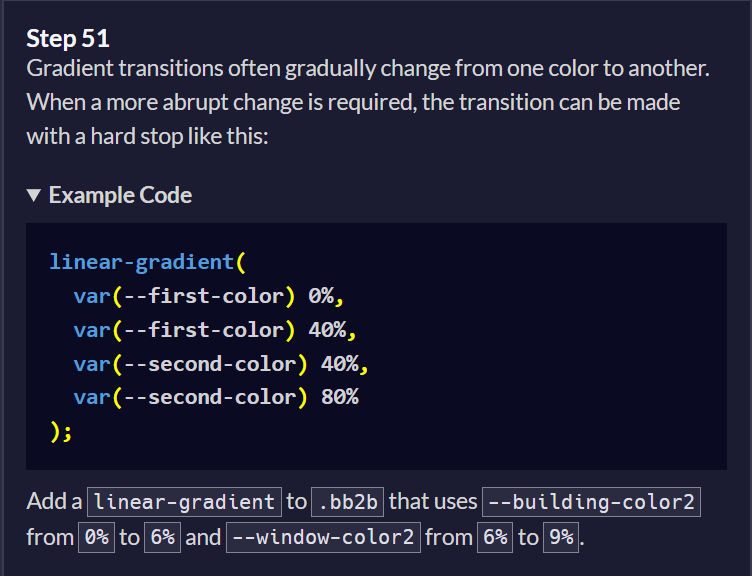 Step 51
Gradient transitions often gradually change from one color to another.
When a more abrupt change is required, the transition can be made
with a hard stop like this:
▼ Example Code
linear-gradient(
  var(--first-color) 0%,
  var(--first-color) 40%,
  var(--second-color) 40%,
  var(--second-color) 80%
);
Add a linear-gradient to .bb2b that uses --building-color2
from 0% to 6% and --window-color2 from 6% to 9%.